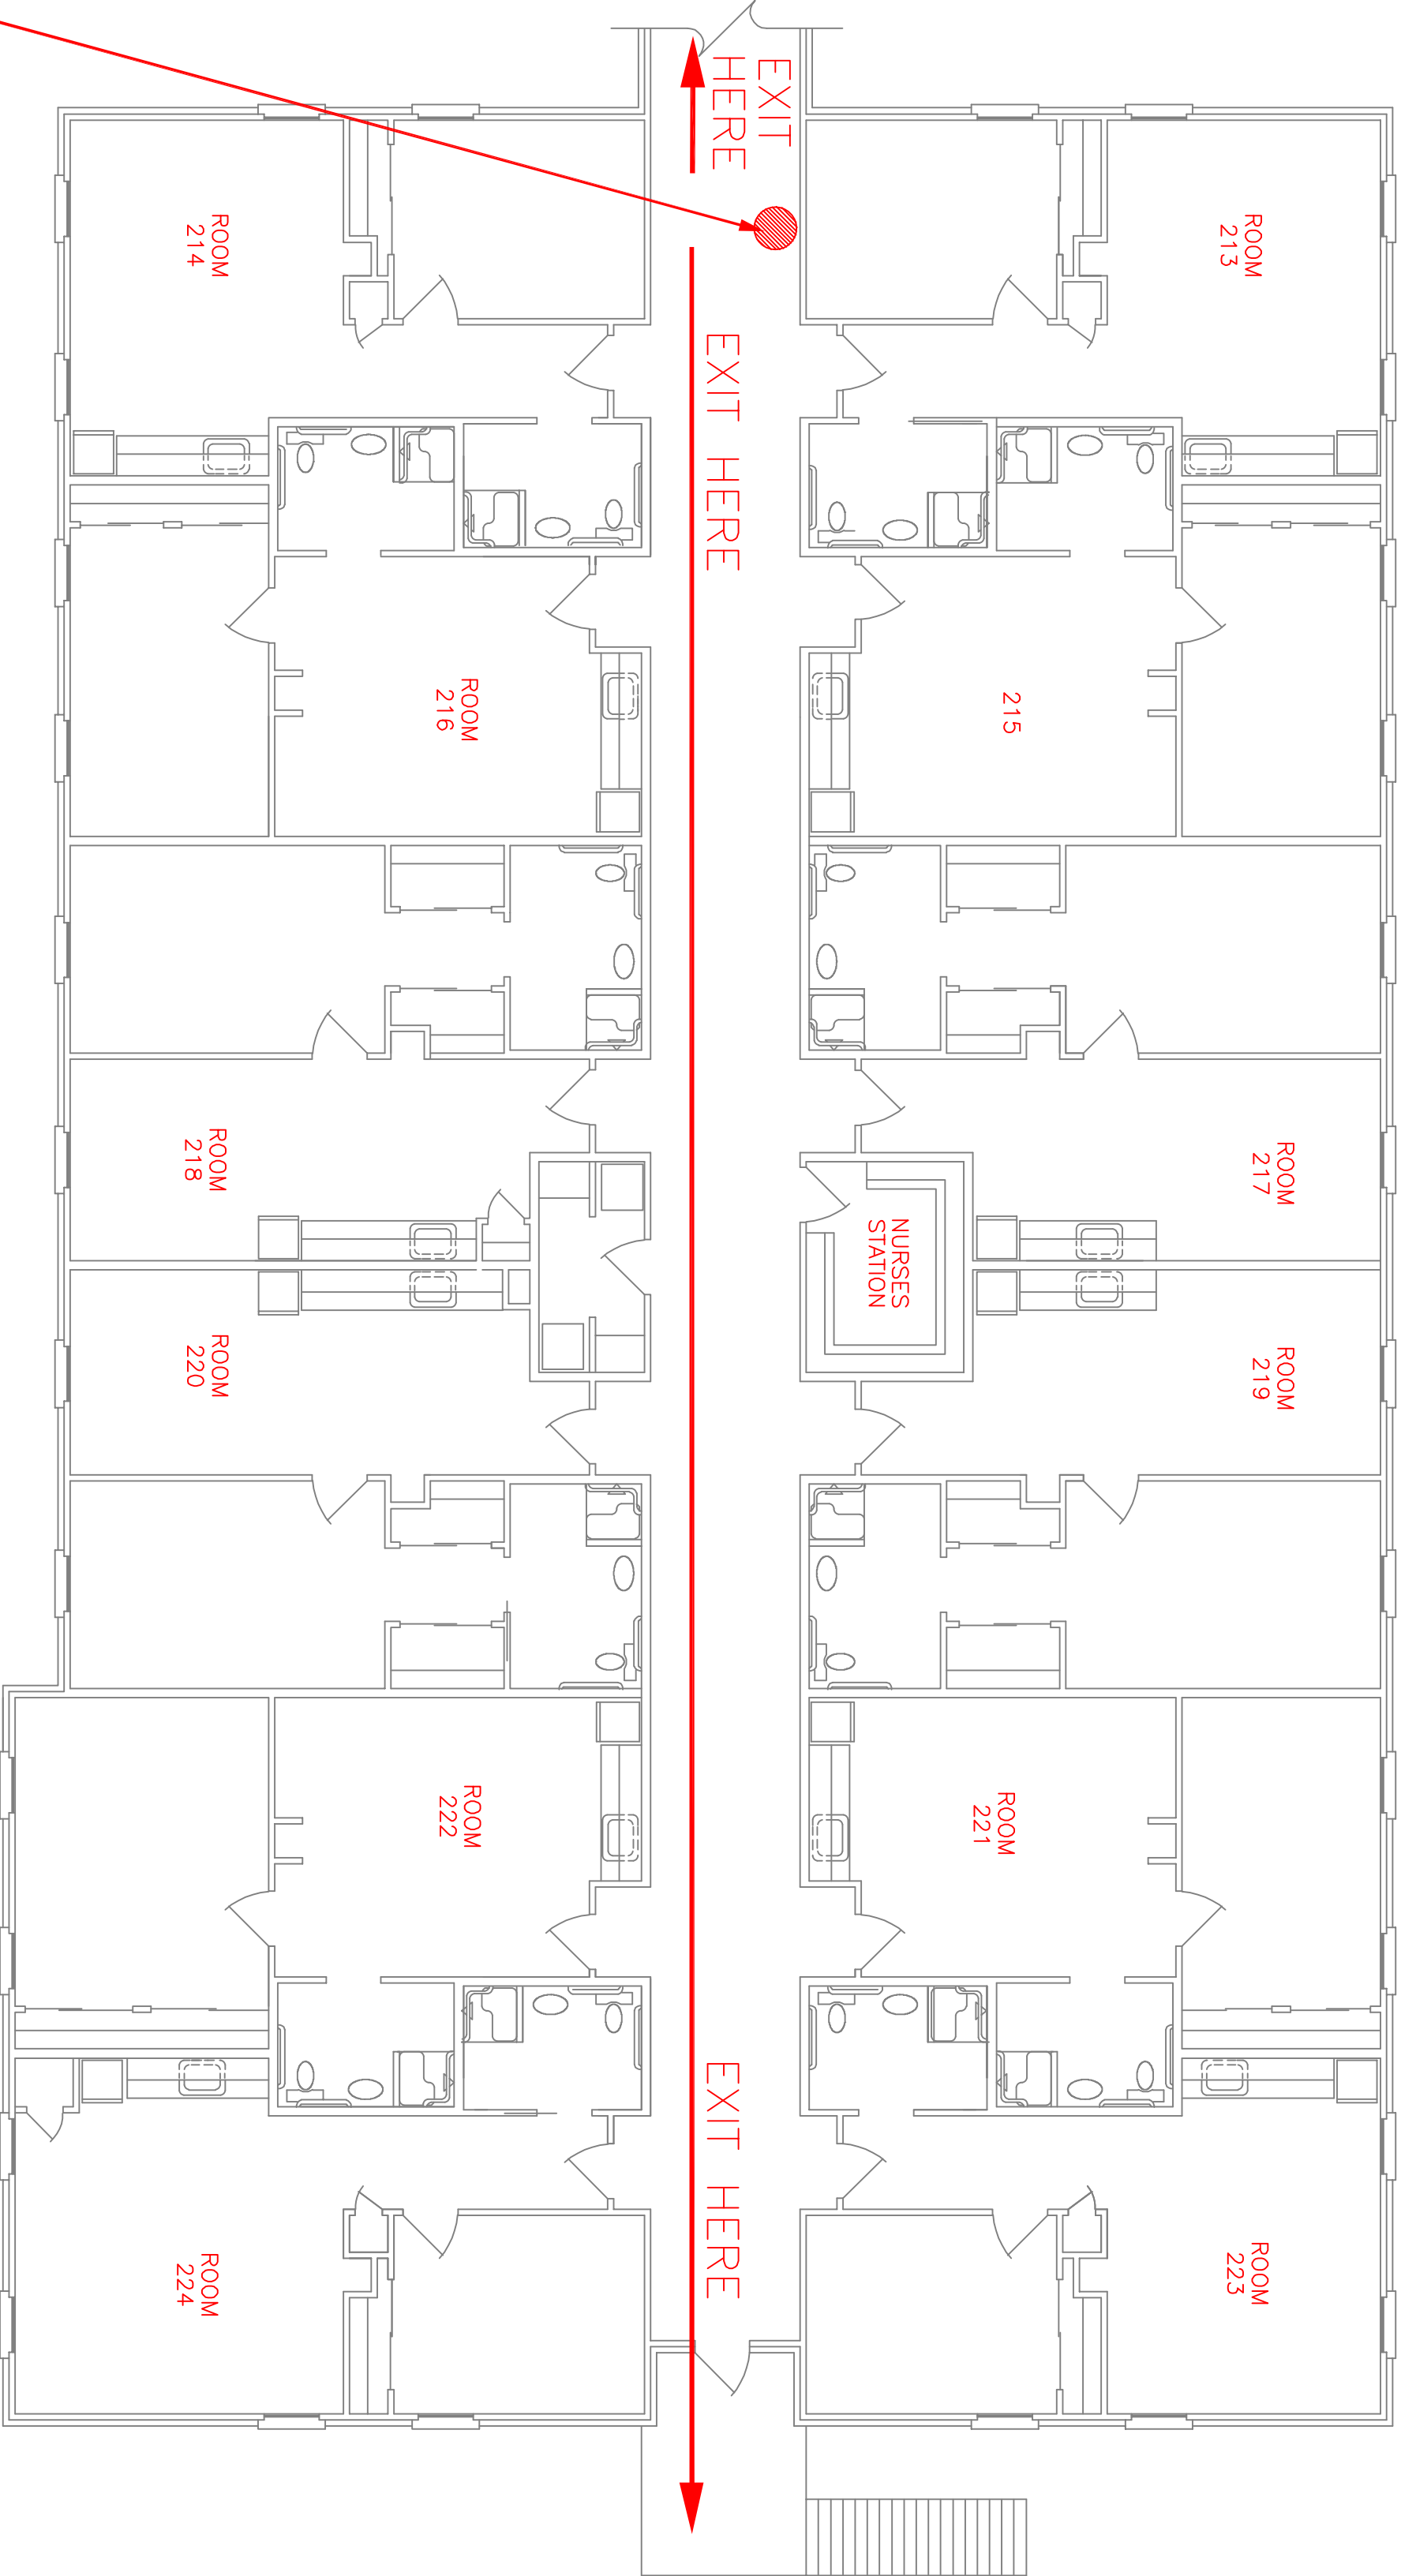 EXIT
HERE
ROOM
213
ROOM
214
EXIT HERE
215
ROOM
216
ROOM
217
ROOM
218
NURSES
STATION
ROOM
219
ROOM
220
ROOM
221
ROOM
222
EXIT HERE
ROOM
223
ROOM
224